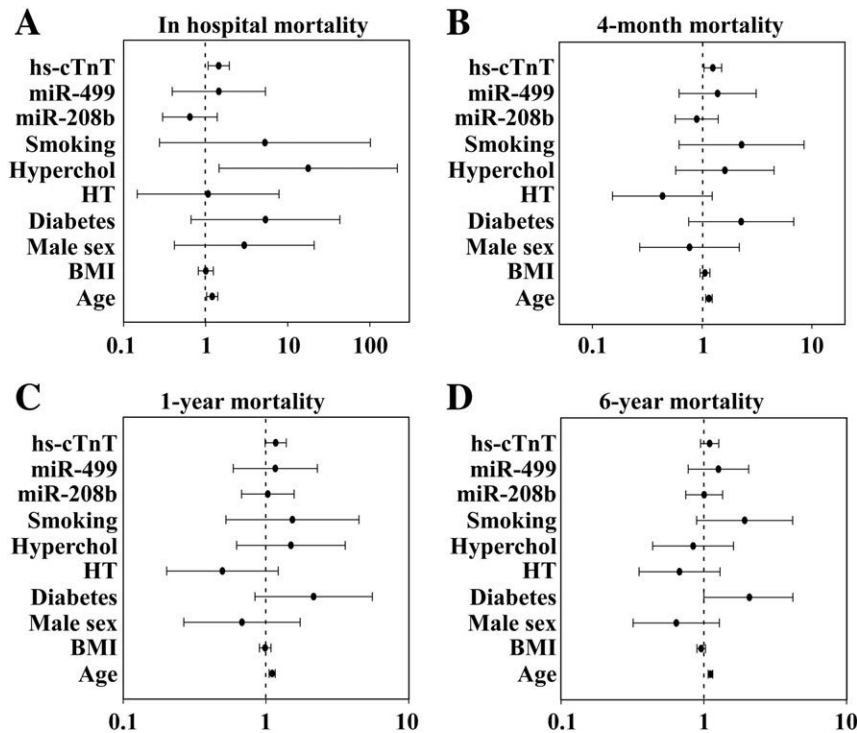 A
In hospital mortality
hs-cTnT
miR-499
miR-208b
Smoking
Hyperchol
HT
Diabetes
Male sex
BMI
Age
0.1 1 10 100
B
4-month mortality
hs-cTnT
miR-499
miR-208b
Smoking
Hyperchol
HT
Diabetes
Male sex
BMI
Age
0.1 1 10
C
1-year mortality
hs-cTnT
miR-499
miR-208b
Smoking
Hyperchol
HT
Diabetes
Male sex
BMI
Age
0.1 1 10
D
6-year mortality
hs-cTnT
miR-499
miR-208b
Smoking
Hyperchol
HT
Diabetes
Male sex
BMI
Age
0.1 1 10